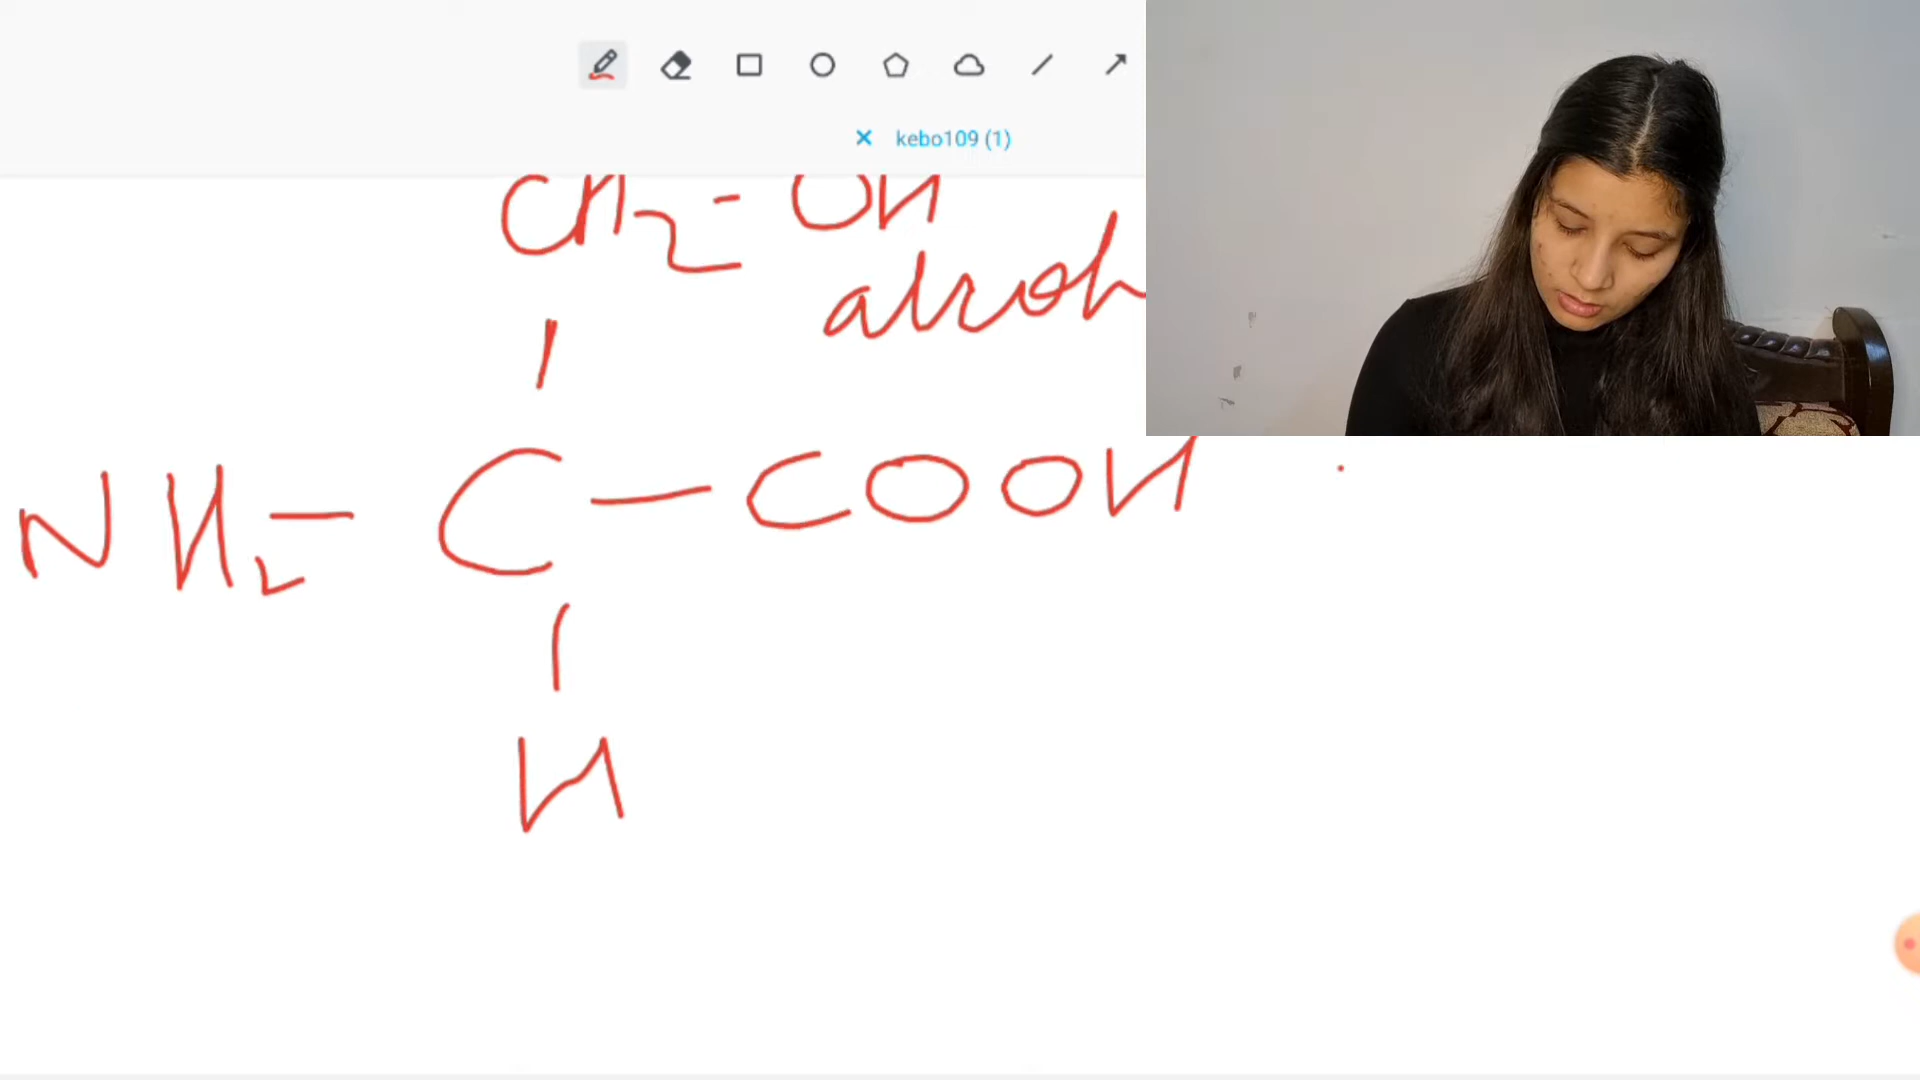 kebo109 (1)
CH2 - OH
alcoh
NH2 - C - COOH
H